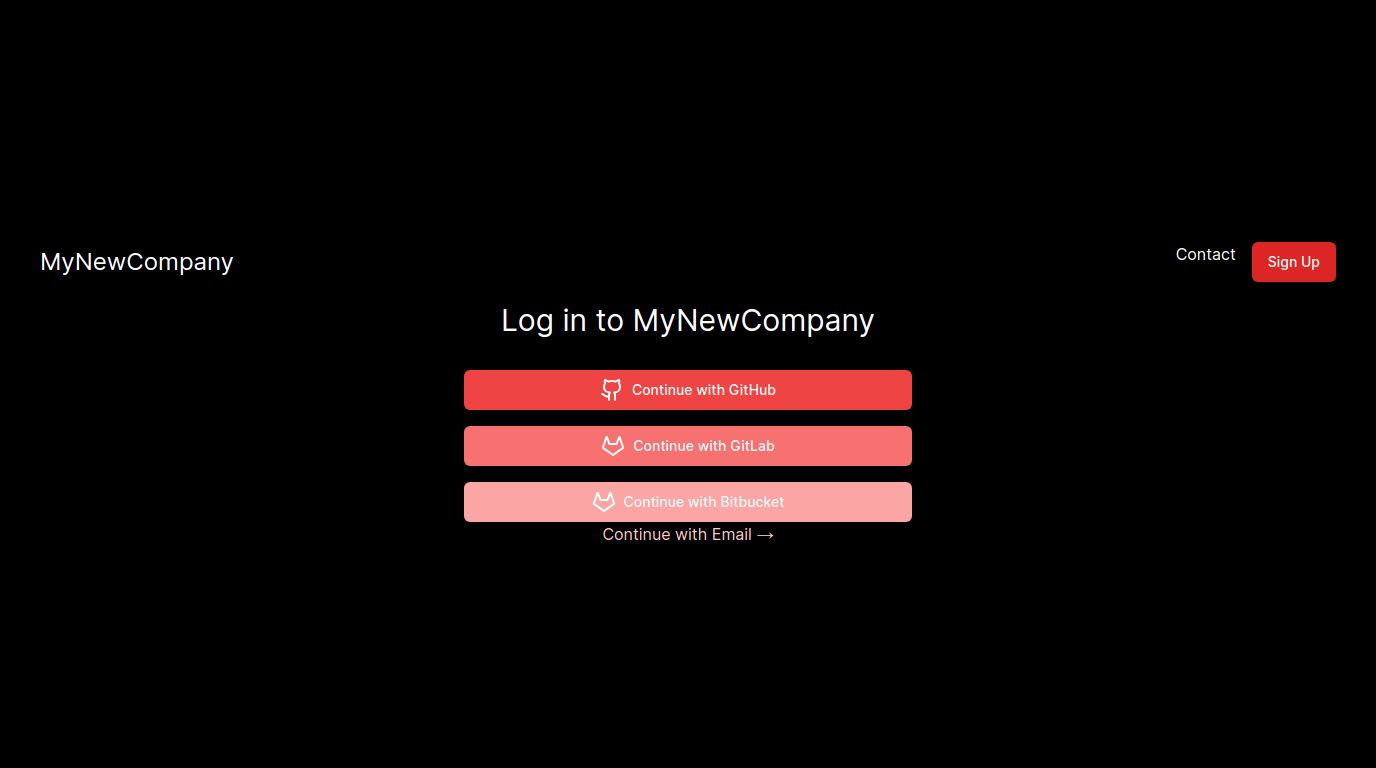 MyNewCompany
Contact
Sign Up
Log in to MyNewCompany
Continue with GitHub
Continue with GitLab
Continue with Bitbucket
Continue with Email →